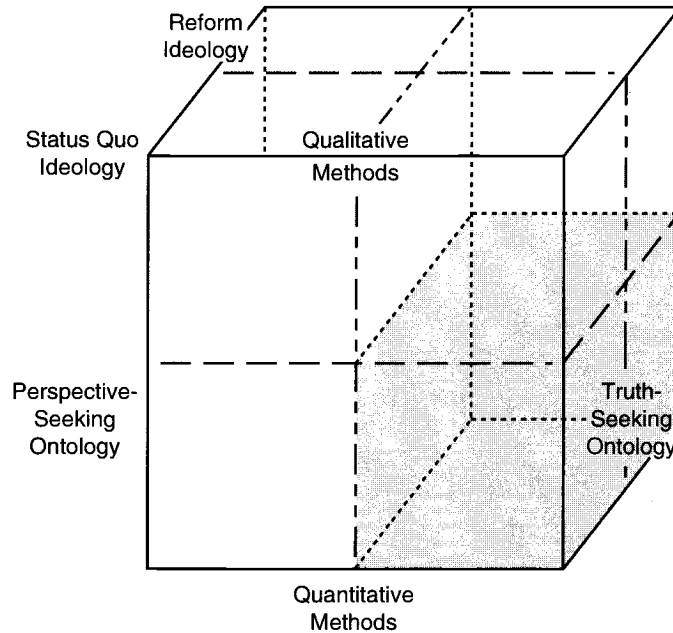 Reform
Ideology
Status Quo
Ideology
Qualitative
Methods
Perspective-
Seeking
Ontology
Truth-
Seeking
Ontology
Quantitative
Methods